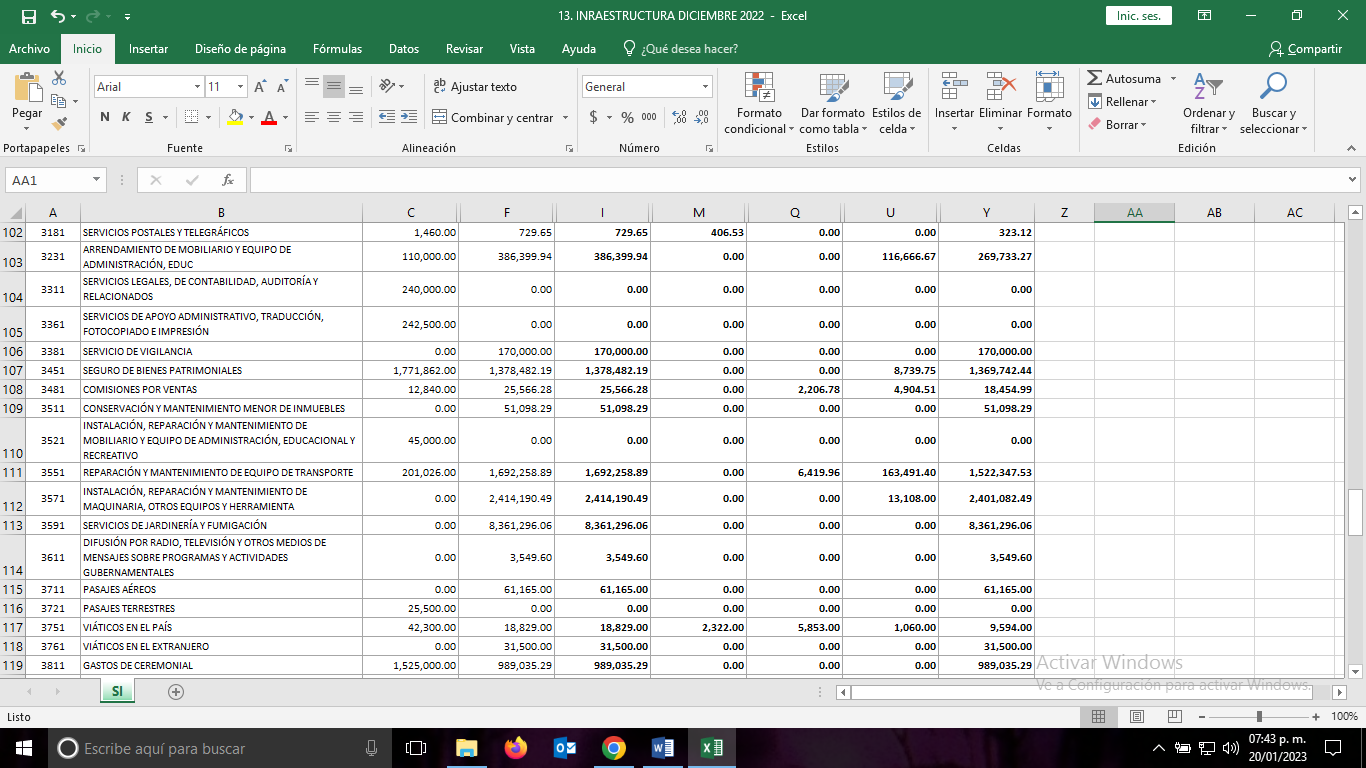 13. INRAESTRUCTURA DICIEMBRE 2022 - Excel
Inic. ses.
Archivo Inicio Insertar Diseño de página Fórmulas Datos Revisar Vista Ayuda ¿Qué desea hacer? Compartir
Pegar
Arial 11 A A
N K S A
ab Ajustar texto
Combinar y centrar
General
$ % 000
Formato condicional
Dar formato como tabla
Estilos de celda
Insertar Eliminar Formato
Autosuma
Rellenar
Borrar
Ordenar y filtrar
Buscar y seleccionar
Portapapeles Fuente Alineación Número Estilos Celdas Edición
AA1 fx
A B C F I M Q U Y Z AA AB AC
102 3181 SERVICIOS POSTALES Y TELEGRÁFICOS 1,460.00 729.65 729.65 406.53 0.00 0.00 323.12
103 3231 ARRENDAMIENTO DE MOBILIARIO Y EQUIPO DE
ADMINISTRACIÓN, EDUC 110,000.00 386,399.94 386,399.94 0.00 0.00 116,666.67 269,733.27
104 3311 SERVICIOS LEGALES, DE CONTABILIDAD, AUDITORÍA Y
RELACIONADOS 240,000.00 0.00 0.00 0.00 0.00 0.00 0.00
105 3361 SERVICIOS DE APOYO ADMINISTRATIVO, TRADUCCIÓN,
FOTOCOPIADO E IMPRESIÓN 242,500.00 0.00 0.00 0.00 0.00 0.00 0.00
106 3381 SERVICIO DE VIGILANCIA 0.00 170,000.00 170,000.00 0.00 0.00 0.00 170,000.00
107 3451 SEGURO DE BIENES PATRIMONIALES 1,771,862.00 1,378,482.19 1,378,482.19 0.00 0.00 8,739.75 1,369,742.44
108 3481 COMISIONES POR VENTAS 12,840.00 25,566.28 25,566.28 0.00 2,206.78 4,904.51 18,454.99
109 3511 CONSERVACIÓN Y MANTENIMIENTO MENOR DE INMUEBLES 0.00 51,098.29 51,098.29 0.00 0.00 0.00 51,098.29
110 3521 INSTALACIÓN, REPARACIÓN Y MANTENIMIENTO DE
MOBILIARIO Y EQUIPO DE ADMINISTRACIÓN, EDUCACIONAL Y
RECREATIVO 45,000.00 0.00 0.00 0.00 0.00 0.00 0.00
111 3551 REPARACIÓN Y MANTENIMIENTO DE EQUIPO DE TRANSPORTE 201,026.00 1,692,258.89 1,692,258.89 0.00 6,419.96 163,491.40 1,522,347.53
112 3571 INSTALACIÓN, REPARACIÓN Y MANTENIMIENTO DE
MAQUINARIA, OTROS EQUIPOS Y HERRAMIENTA 0.00 2,414,190.49 2,414,190.49 0.00 0.00 13,108.00 2,401,082.49
113 3591 SERVICIOS DE JARDINERÍA Y FUMIGACIÓN 0.00 8,361,296.06 8,361,296.06 0.00 0.00 0.00 8,361,296.06
114 3611 DIFUSIÓN POR RADIO, TELEVISIÓN Y OTROS MEDIOS DE
MENSAJES SOBRE PROGRAMAS Y ACTIVIDADES
GUBERNAMENTALES 0.00 3,549.60 3,549.60 0.00 0.00 0.00 3,549.60
115 3711 PASAJES AÉREOS 0.00 61,165.00 61,165.00 0.00 0.00 0.00 61,165.00
116 3721 PASAJES TERRESTRES 25,500.00 0.00 0.00 0.00 0.00 0.00 0.00
117 3751 VIÁTICOS EN EL PAÍS 42,300.00 18,829.00 18,829.00 2,322.00 5,853.00 1,060.00 9,594.00
118 3761 VIÁTICOS EN EL EXTRANJERO 0.00 31,500.00 31,500.00 0.00 0.00 0.00 31,500.00
119 3811 GASTOS DE CEREMONIAL 1,525,000.00 989,035.29 989,035.29 0.00 0.00 0.00 989,035.29
Activar Windows
Ve a Configuración para activar Windows.
SI
Listo 100%
Escribe aquí para buscar
07:43 p. m.
20/01/2023